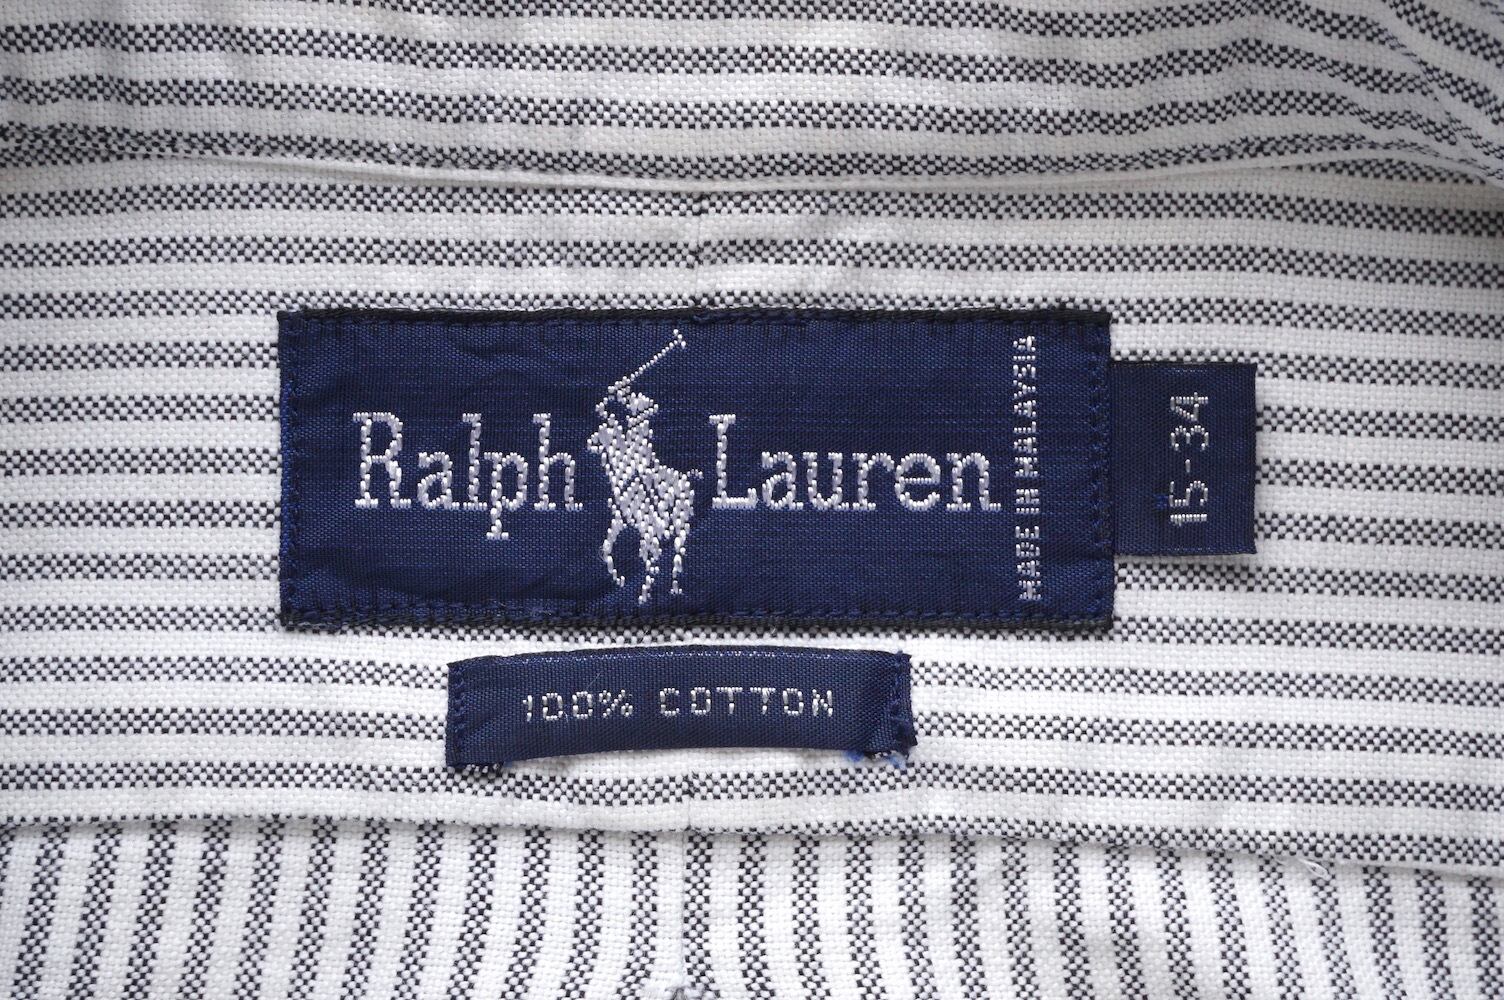 Ralph Lauren
MADE IN MALAYSIA
15-34
100% COTTON